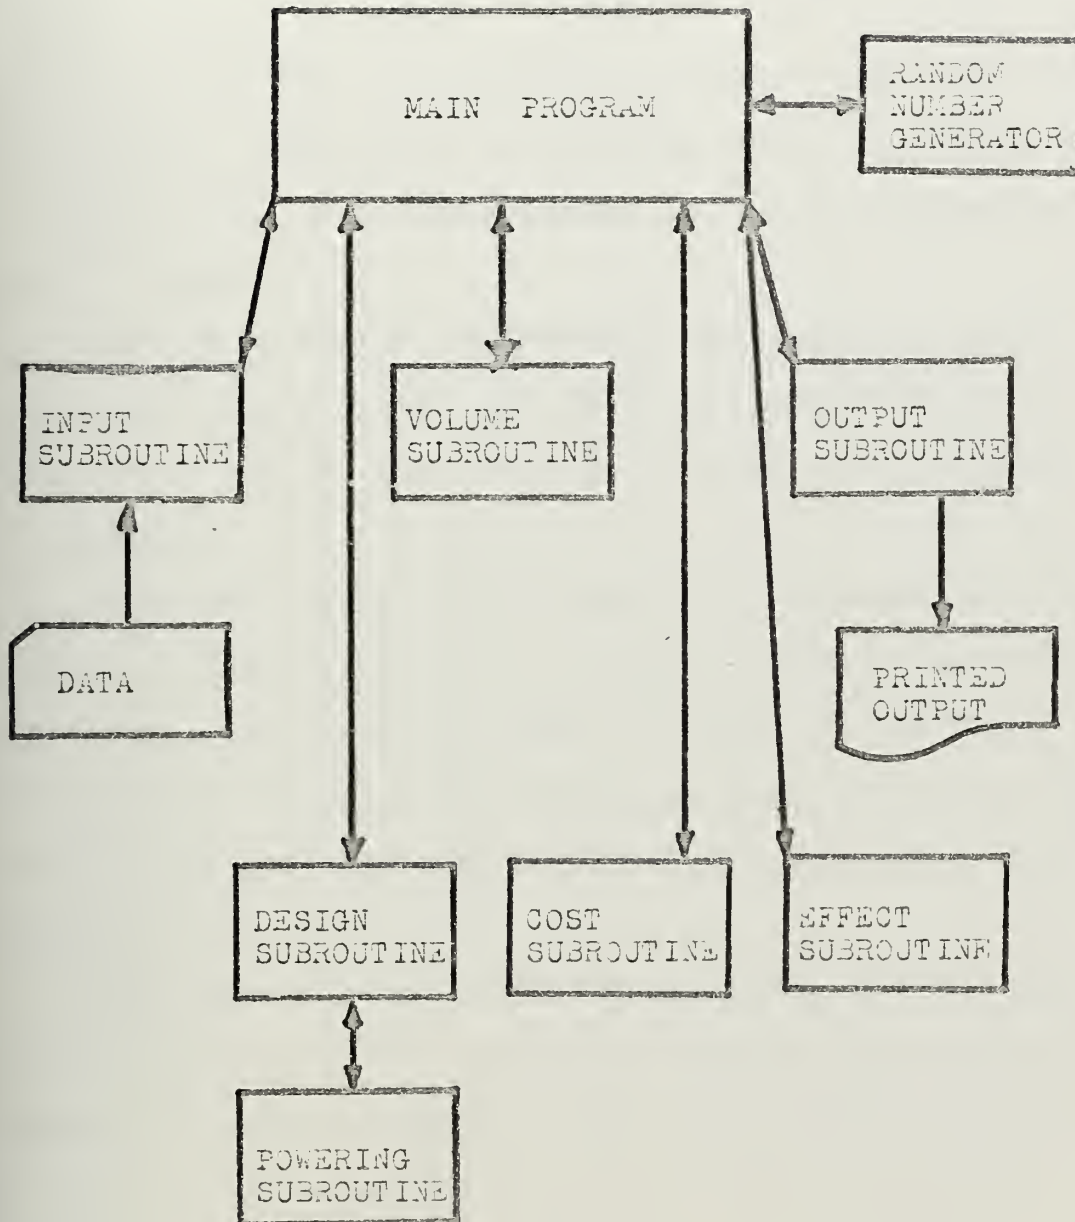 MAIN PROGRAM
RANDOM
NUMBER
GENERATOR
INPUT
SUBROUTINE
VOLUME
SUBROUTINE
OUTPUT
SUBROUTINE
DATA
PRINTED
OUTPUT
DESIGN
SUBROUTINE
COST
SUBROUTINE
EFFECT
SUBROUTINE
POWERING
SUBROUTINE